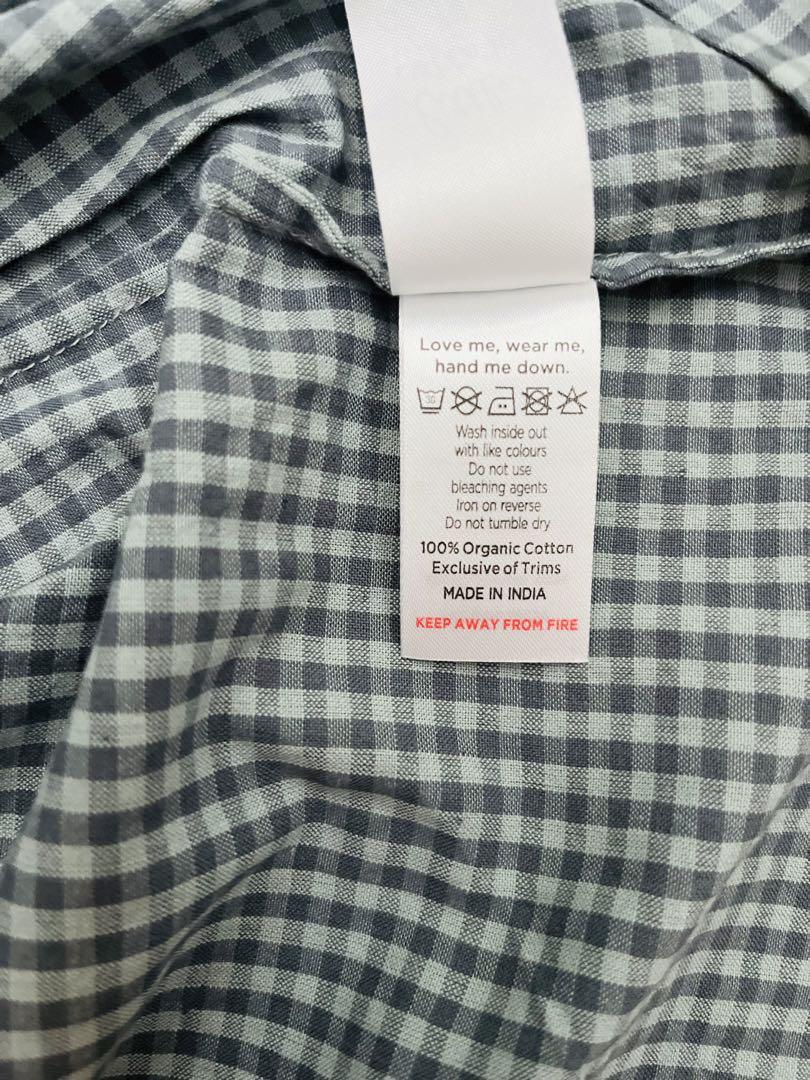 Love me, wear me,
hand me down.
30
Wash inside out
with like colours
Do not use
bleaching agents
Iron on reverse
Do not tumble dry
100% Organic Cotton
Exclusive of Trims
MADE IN INDIA
KEEP AWAY FROM FIRE